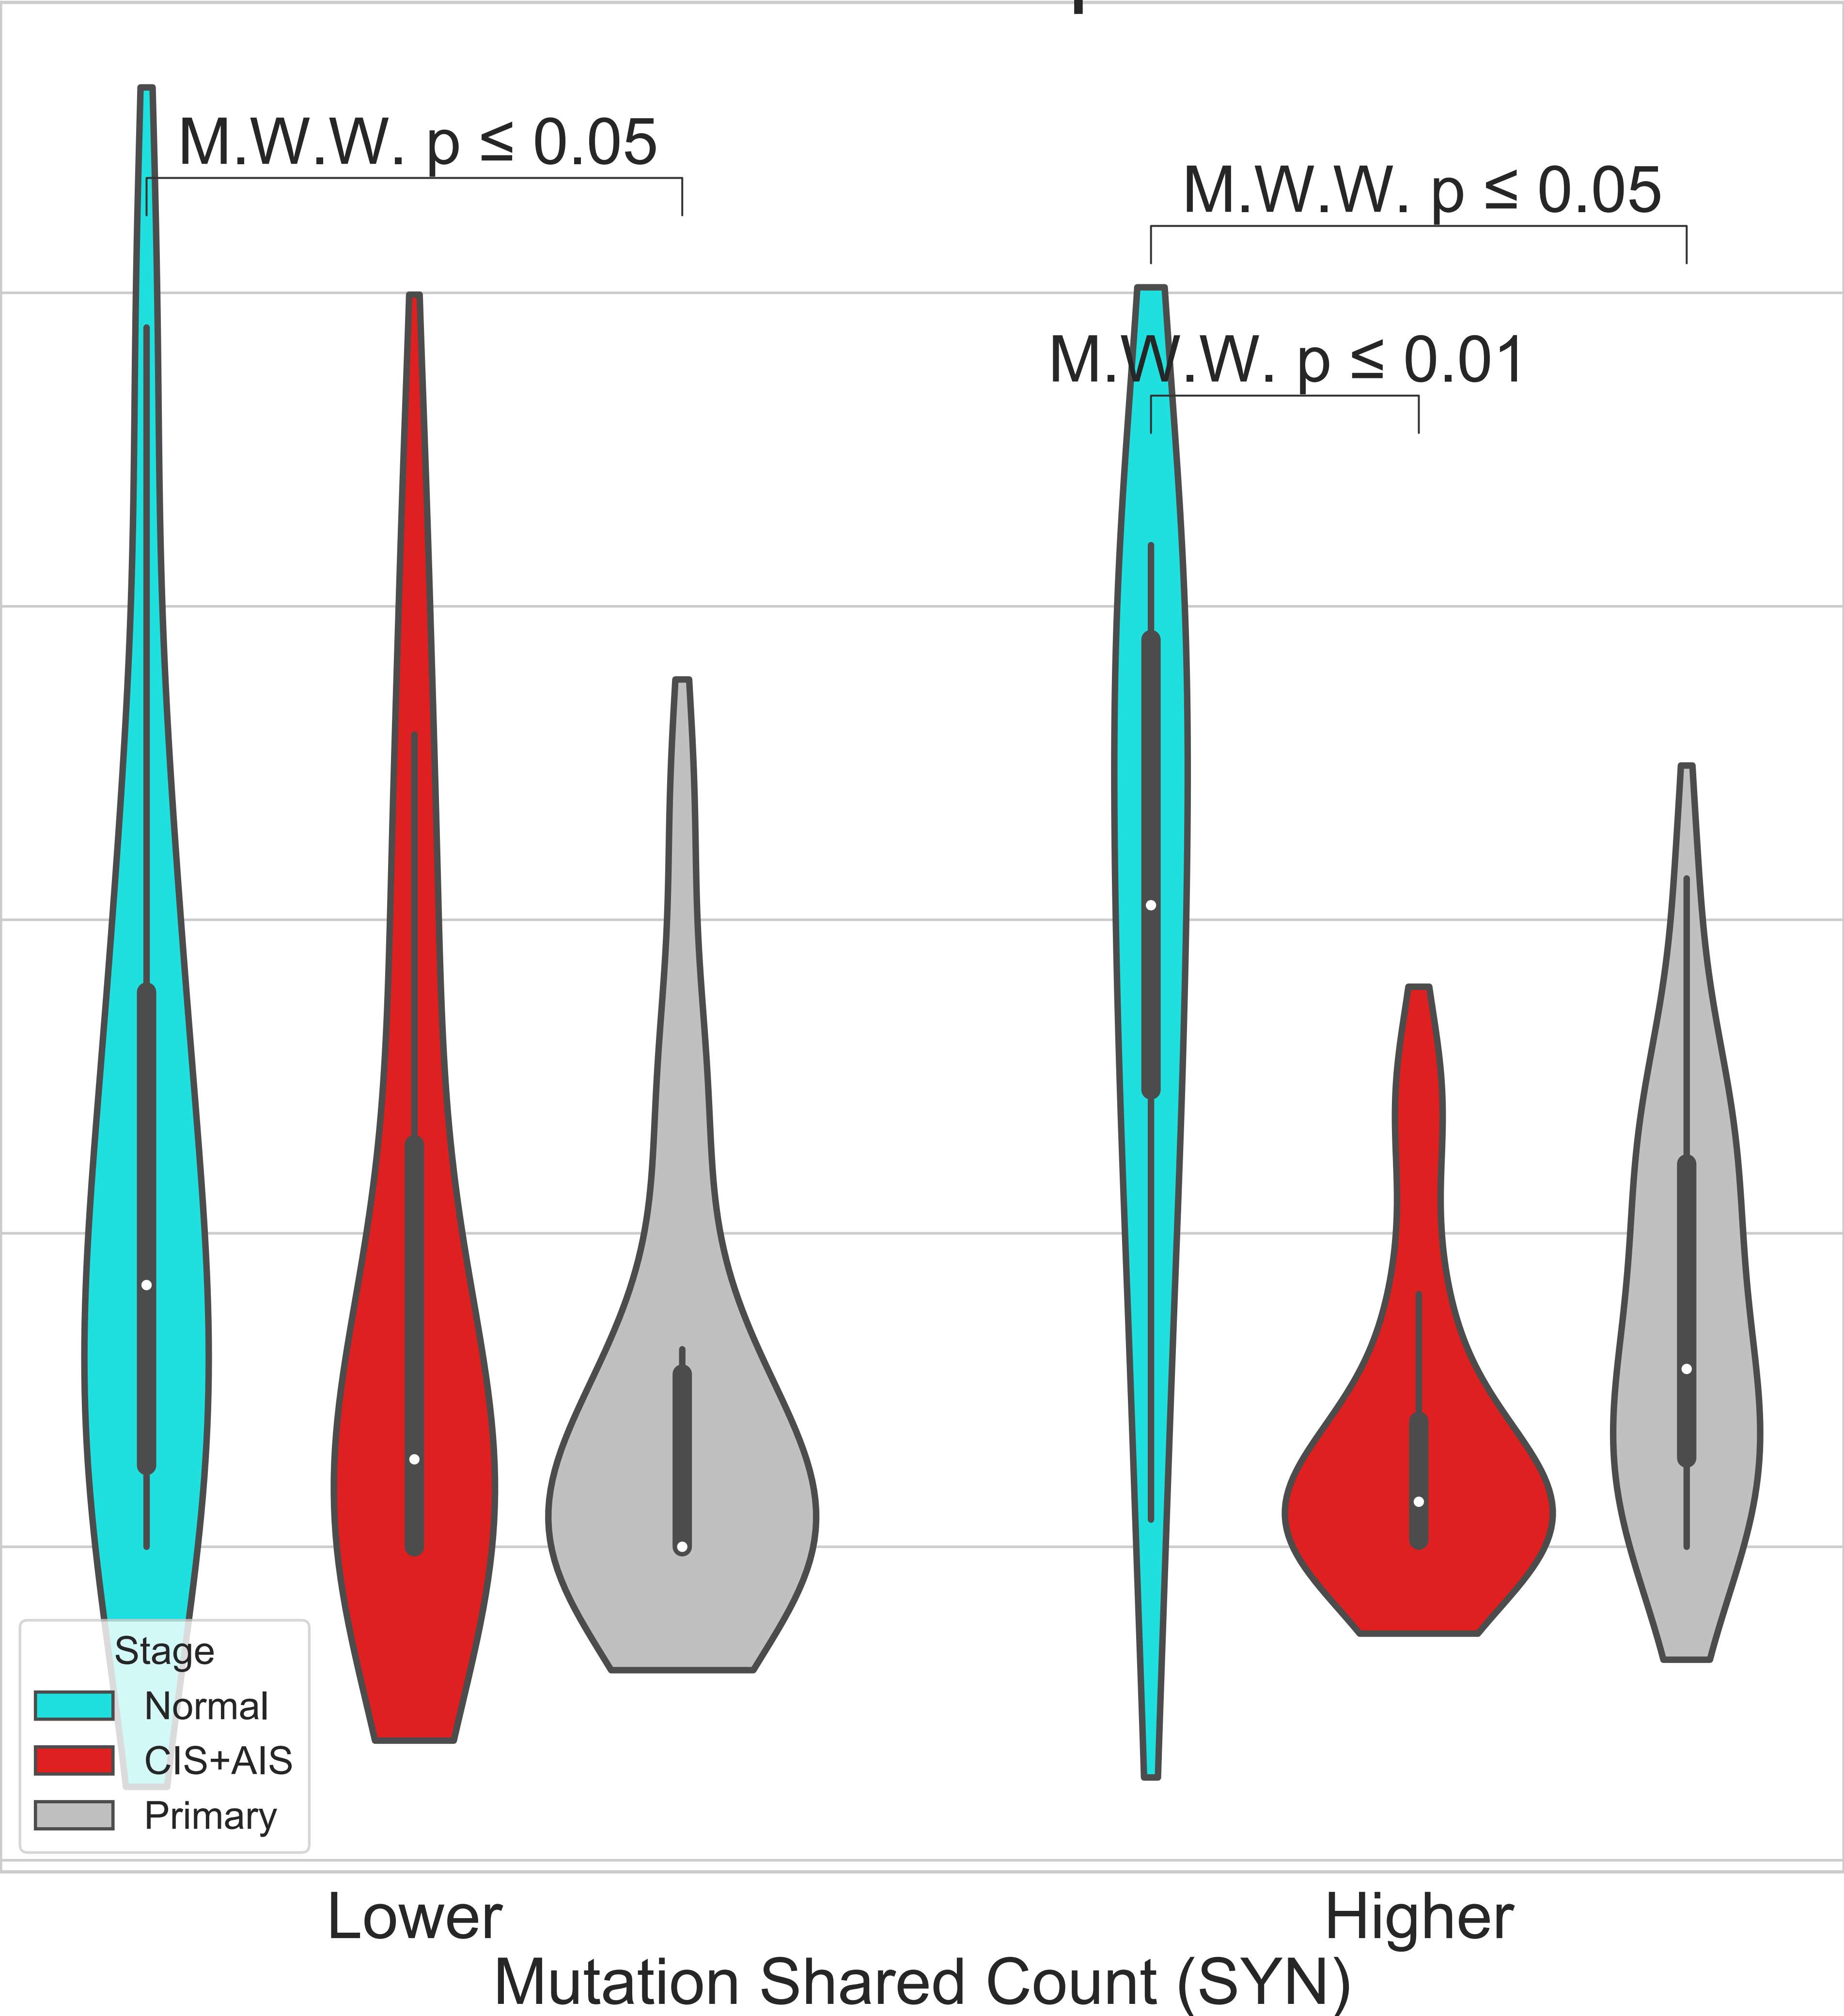 M.W.W. p ≤ 0.05
M.W.W. p ≤ 0.05
M.W.W. p ≤ 0.01
Stage
Normal
CIS+AIS
Primary
Lower
Higher
Mutation Shared Count (SYN)